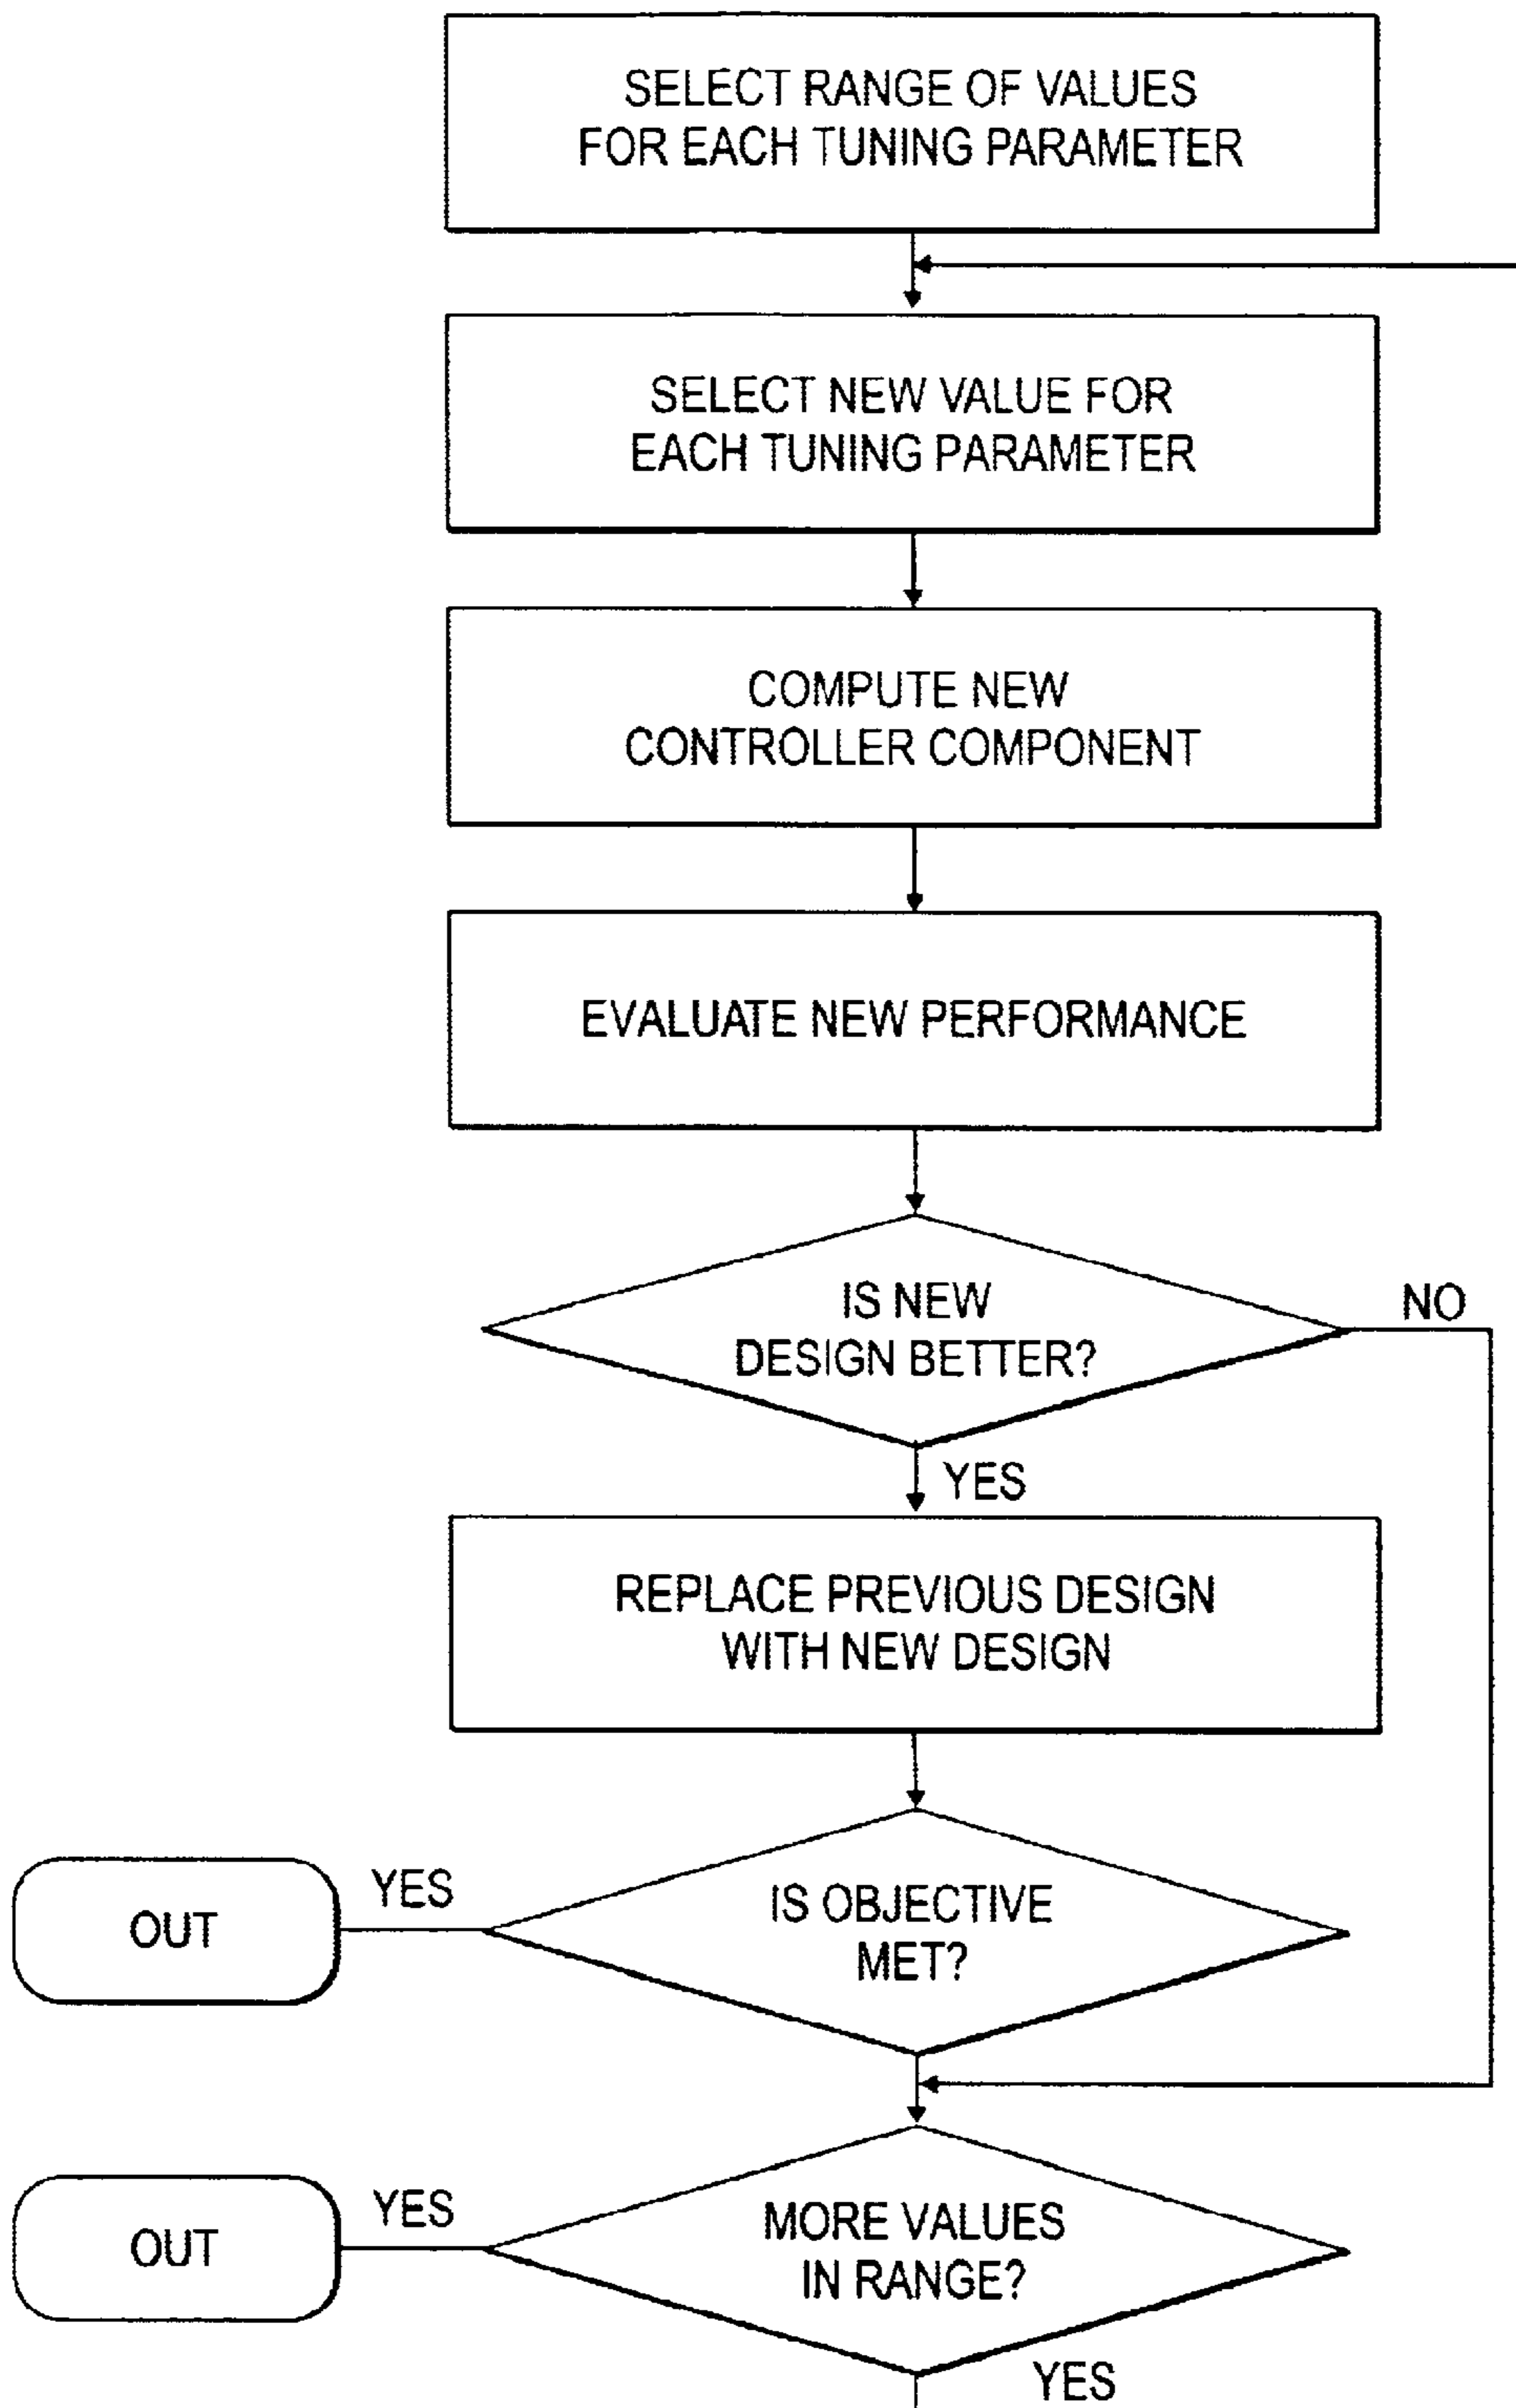 SELECT RANGE OF VALUES
FOR EACH TUNING PARAMETER
SELECT NEW VALUE FOR
EACH TUNING PARAMETER
COMPUTE NEW
CONTROLLER COMPONENT
EVALUATE NEW PERFORMANCE
IS NEW
DESIGN BETTER?
NO
YES
REPLACE PREVIOUS DESIGN
WITH NEW DESIGN
OUT
YES
IS OBJECTIVE
MET?
OUT
YES
MORE VALUES
IN RANGE?
YES